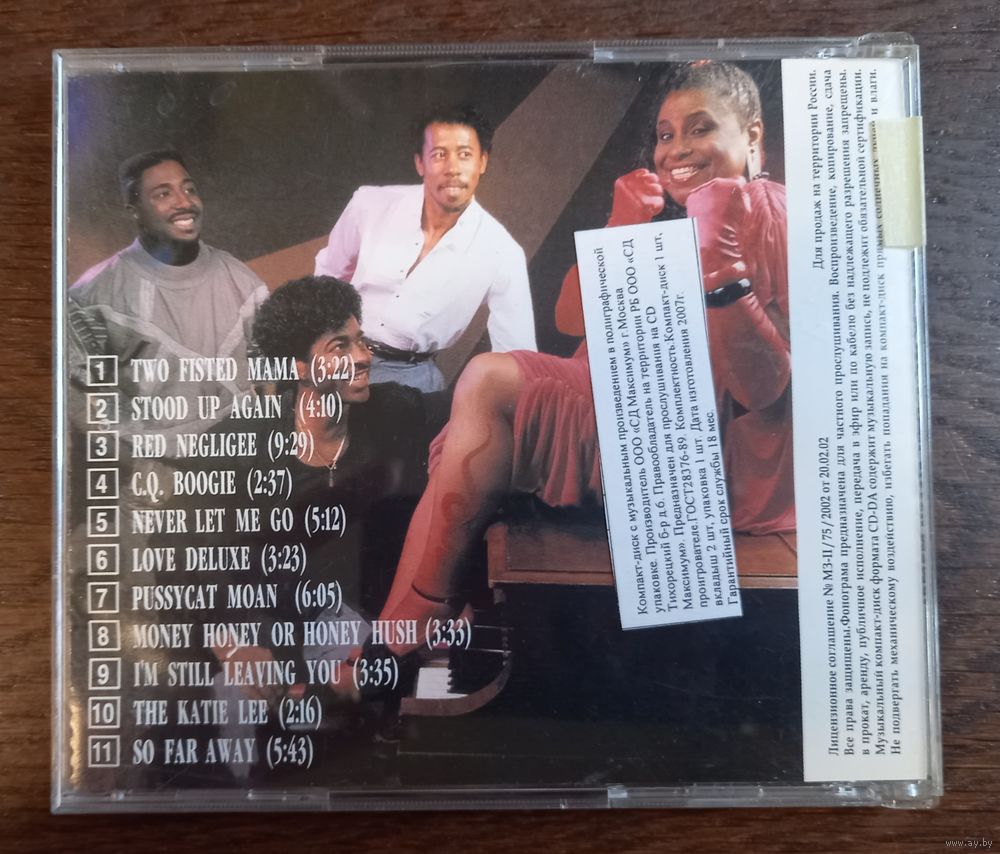 1 TWO FISTED MAMA (3:22)
2 STOOD UP AGAIN (4:10)
3 RED NEGLIGEE (9:29)
4 C.Q. BOOGIE (2:37)
5 NEVER LET ME GO (5:12)
6 LOVE DELUXE (3:23)
7 PUSSYCAT MOAN (6:05)
8 MONEY HONEY OR HONEY HUSH (3:33)
9 I'M STILL LEAVING YOU (3:35)
10 THE KATIE LEE (2:16)
11 SO FAR AWAY (5:43)
Компакт-диск с музыкальным произведением в полиграфической
упаковке. Производитель ООО «СД Максимум» г.Москва
Тихорецкий б-р д.6. Правообладатель на территории РБ ООО «СД
Максимум». Предназначен для прослушивания на CD
проигрователе.ГОСТ28376-89. Комплектность:Компакт-диск 1 шт,
вкладыш 2 шт, упаковка 1 шт. Дата изготовления 2007г.
Гарантийный срок службы 18 мес.
Для продаж на территории России.
Лицензионное соглашение № МЗ-II/75/2002 от 20.02.02
Все права защищены.Фонограмма предназначена для частного прослушивания. Воспроизведение, копирование, сдача
в прокат, аренду, публичное исполнение, передача в эфир или по кабелю без надлежащего разрешения запрещены.
Музыкальный компакт-диск формата CD-DA содержит музыкальную запись, не подлежит обязательной сертификации.
Не подвергать механическому воздействию, избегать попадания на компакт-диск прямых солнечных лучей и влаги.
www.ay.by